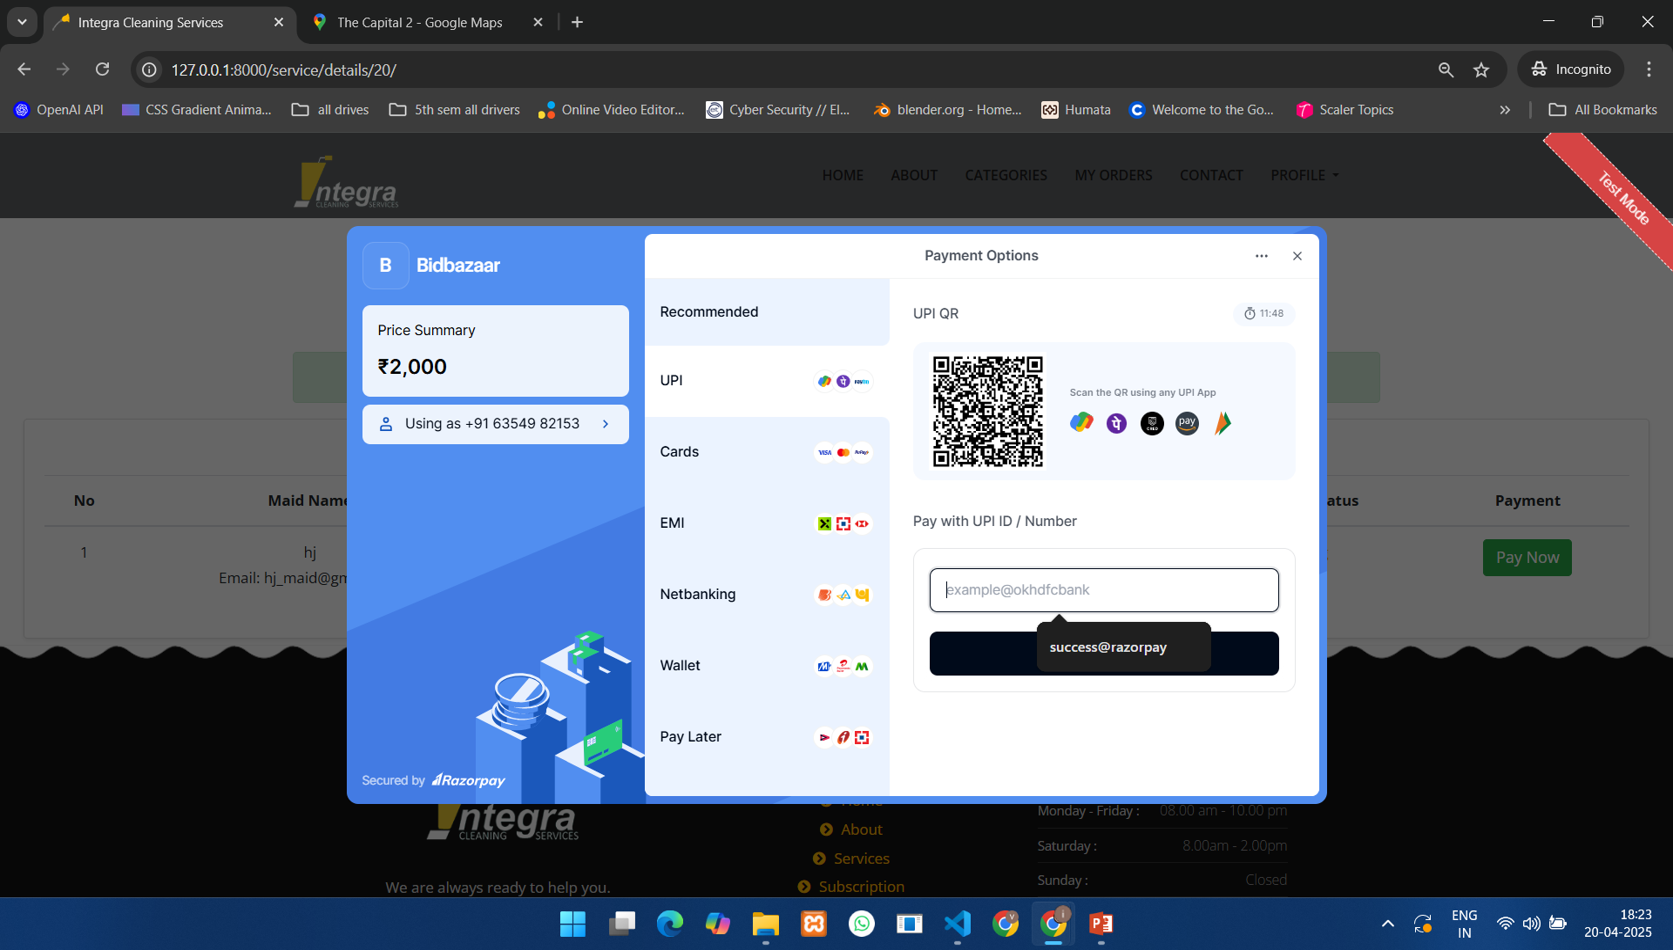 Integra Cleaning Services
The Capital 2 - Google Maps
127.0.0.1:8000/service/details/20/
Incognito
OpenAI API
CSS Gradient Anima...
all drives
5th sem all drivers
Online Video Editor...
Cyber Security // El...
blender.org - Home...
Humata
Welcome to the Go...
Scaler Topics
»
All Bookmarks
ntegra
CLEANING SERVICES
HOME
ABOUT
CATEGORIES
MY ORDERS
CONTACT
PROFILE
Test Mode
B
Bidbazaar
Price Summary
₹2,000
Using as +91 63549 82153
Secured by Razorpay
Payment Options
Recommended
UPI
Cards
VISA
EMI
Netbanking
Wallet
Pay Later
UPI QR
11:48
Scan the QR using any UPI App
pay
Pay with UPI ID / Number
example@okhdfcbank
success@razorpay
No
Maid Name
atus
Payment
1
hj
Email: hj_maid@gm
Pay Now
ntegra
CLEANING SERVICES
We are always ready to help you.
Home
About
Services
Subscription
Monday - Friday : 08.00 am - 10.00 pm
Saturday : 8.00am - 2.00pm
Sunday : Closed
ENG
IN
18:23
20-04-2025